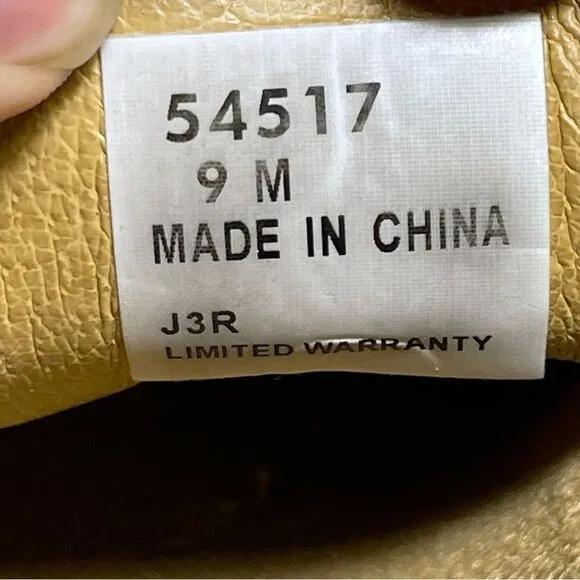 54517
9 M
MADE IN CHINA
J3R
LIMITED WARRANTY